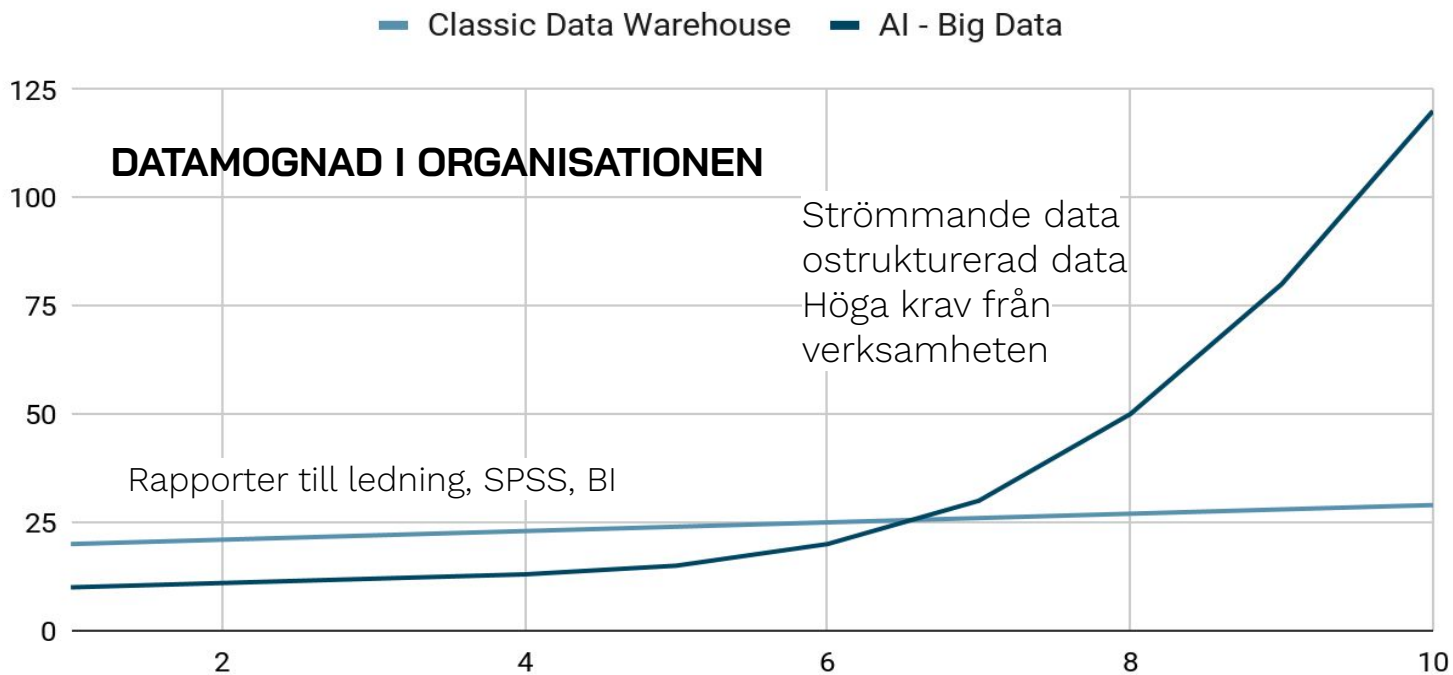 Classic Data Warehouse AI - Big Data
125
DATAMOGNAD I ORGANISATIONEN
100
Strömmande data
ostrukturerad data
75
Höga krav från
verksamheten
50
Rapporter till ledning, SPSS, BI
25
0
2 4 6 8 10